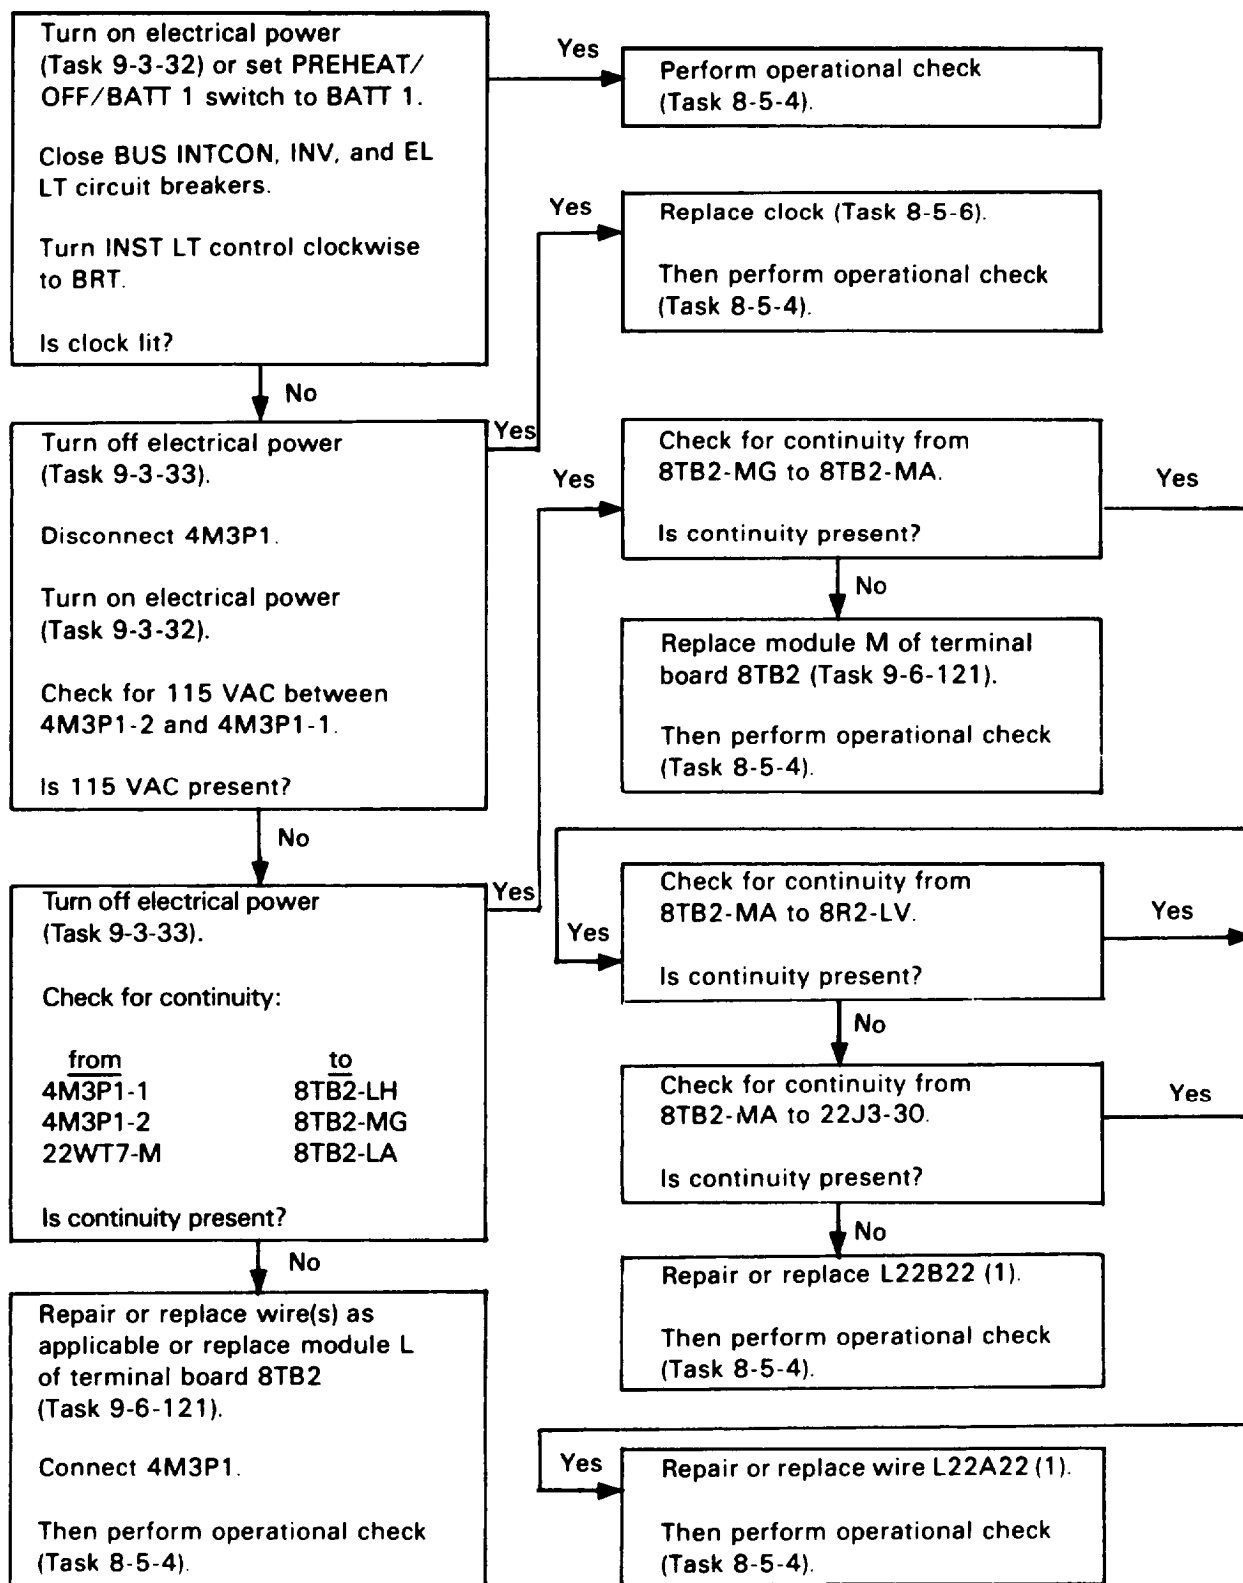 Turn on electrical power
(Task 9-3-32) or set PREHEAT/
OFF/BATT 1 switch to BATT 1.
Close BUS INTCON, INV, and EL
LT circuit breakers.
Turn INST LT control clockwise
to BRT.
Is clock lit?
Yes
Perform operational check
(Task 8-5-4).
No
Turn off electrical power
(Task 9-3-33).
Disconnect 4M3P1.
Turn on electrical power
(Task 9-3-32).
Check for 115 VAC between
4M3P1-2 and 4M3P1-1.
Is 115 VAC present?
Yes
Yes
Replace clock (Task 8-5-6).
Then perform operational check
(Task 8-5-4).
No
Turn off electrical power
(Task 9-3-33).
Check for continuity:
from to
4M3P1-1 8TB2-LH
4M3P1-2 8TB2-MG
22WT7-M 8TB2-LA
Is continuity present?
Yes
Yes
Check for continuity from
8TB2-MG to 8TB2-MA.
Is continuity present?
Yes
No
Replace module M of terminal
board 8TB2 (Task 9-6-121).
Then perform operational check
(Task 8-5-4).
Yes
Check for continuity from
8TB2-MA to 8R2-LV.
Is continuity present?
Yes
No
Check for continuity from
8TB2-MA to 22J3-30.
Is continuity present?
Yes
No
Repair or replace L22B22 (1).
Then perform operational check
(Task 8-5-4).
No
Repair or replace wire(s) as
applicable or replace module L
of terminal board 8TB2
(Task 9-6-121).
Connect 4M3P1.
Then perform operational check
(Task 8-5-4).
Yes
Repair or replace wire L22A22 (1).
Then perform operational check
(Task 8-5-4).